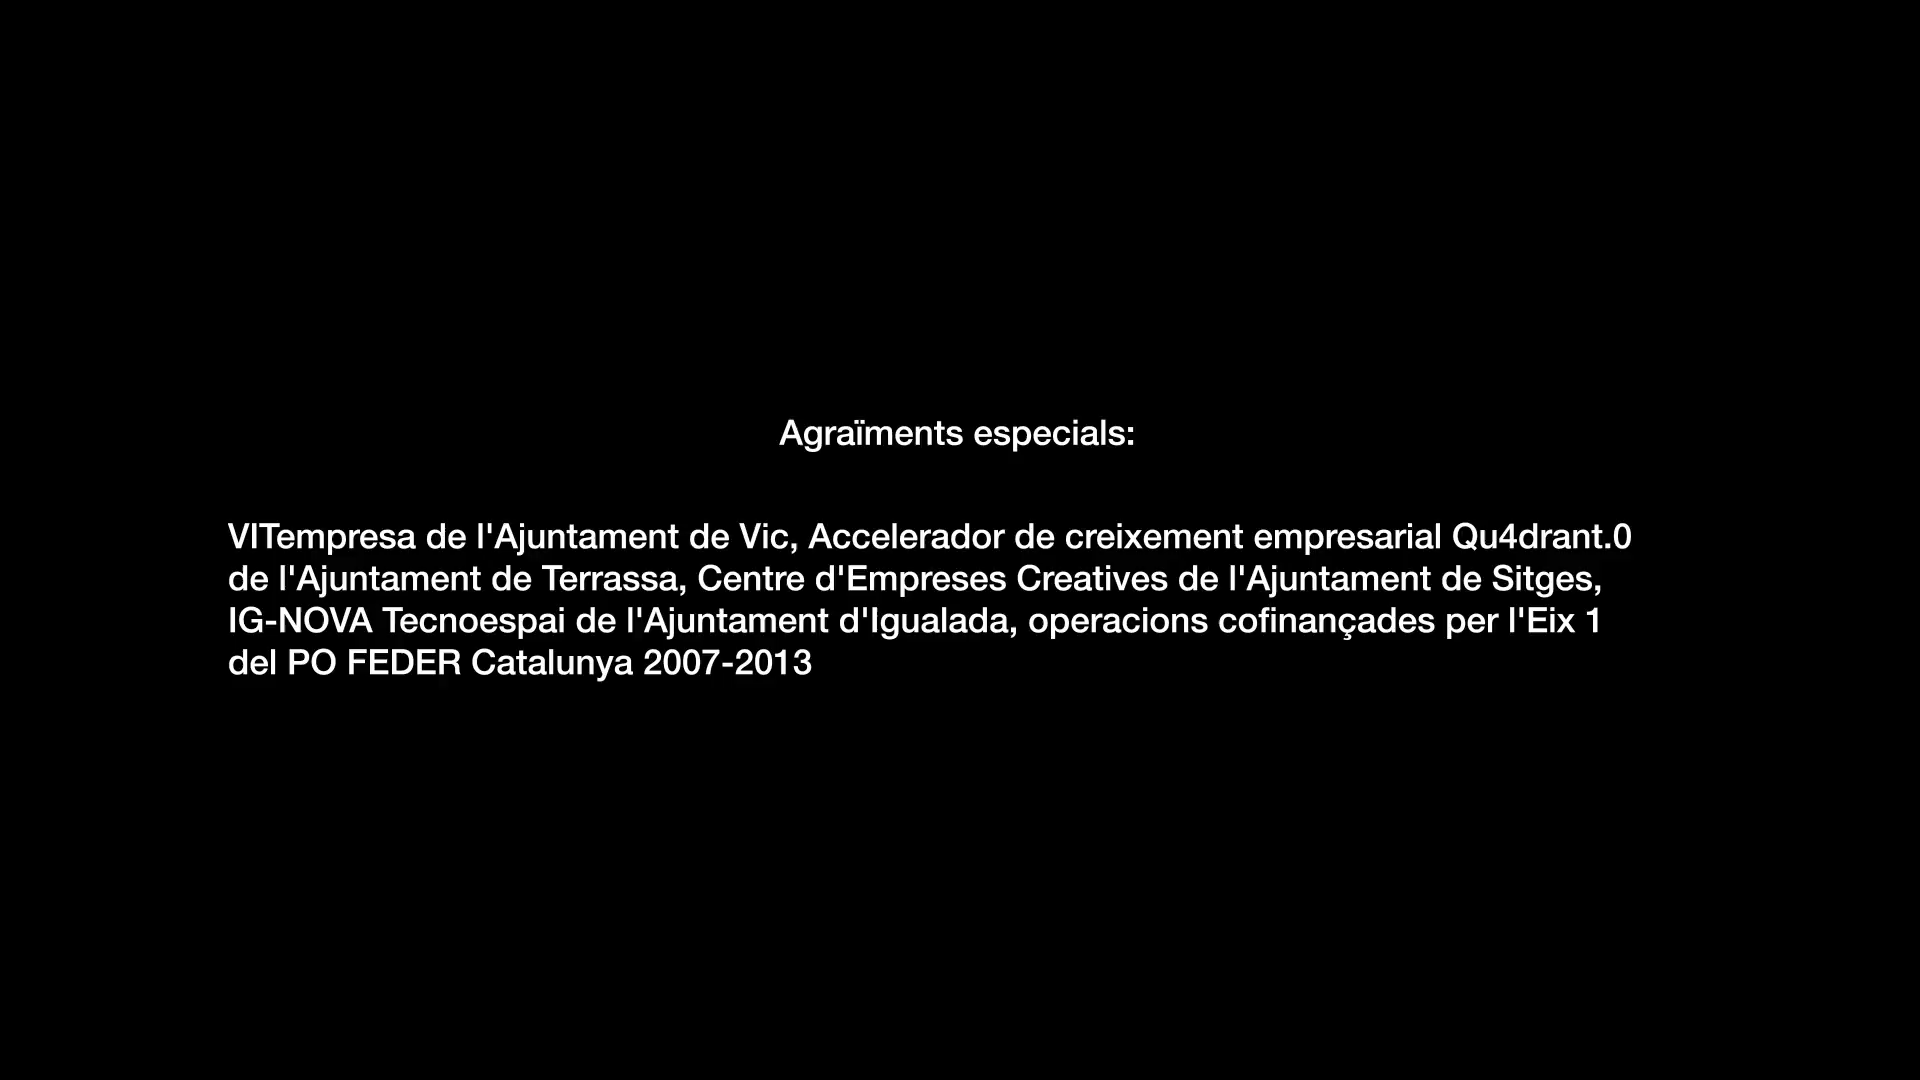 Agraïments especials:
VITempresa de l'Ajuntament de Vic, Accelerador de creixement empresarial Qu4drant.0
de l'Ajuntament de Terrassa, Centre d'Empreses Creatives de l'Ajuntament de Sitges,
IG-NOVA Tecnoespai de l'Ajuntament d'Igualada, operacions cofinançades per l'Eix 1
del PO FEDER Catalunya 2007-2013